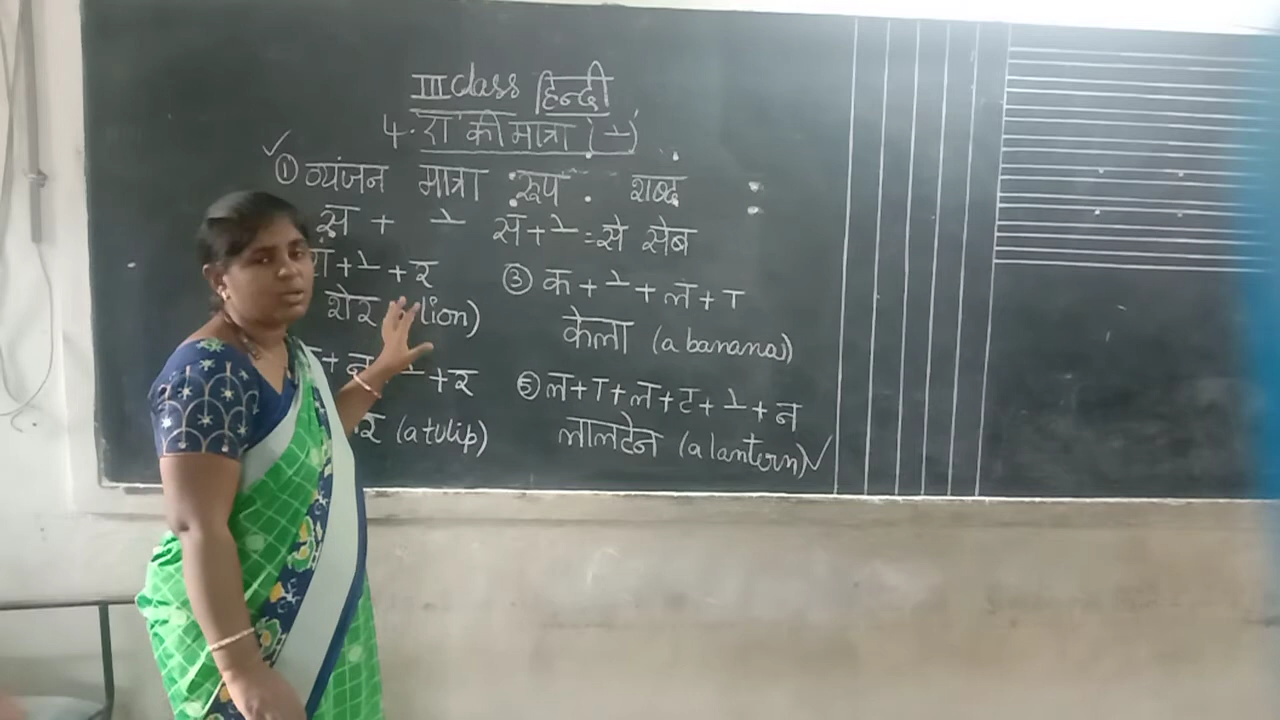 III class हिन्दी
4. रा की मात्रा (े)
① व्यंजन मात्रा रूप शब्द
स + े स + े = से सेब
+ े + र
शेर lion)
③ क + े + ल + ा
केला (a banana)
+ न + र
(a tulip)
⑤ ल + ा + ल + ट + े + न
लालटेन (a lantern)